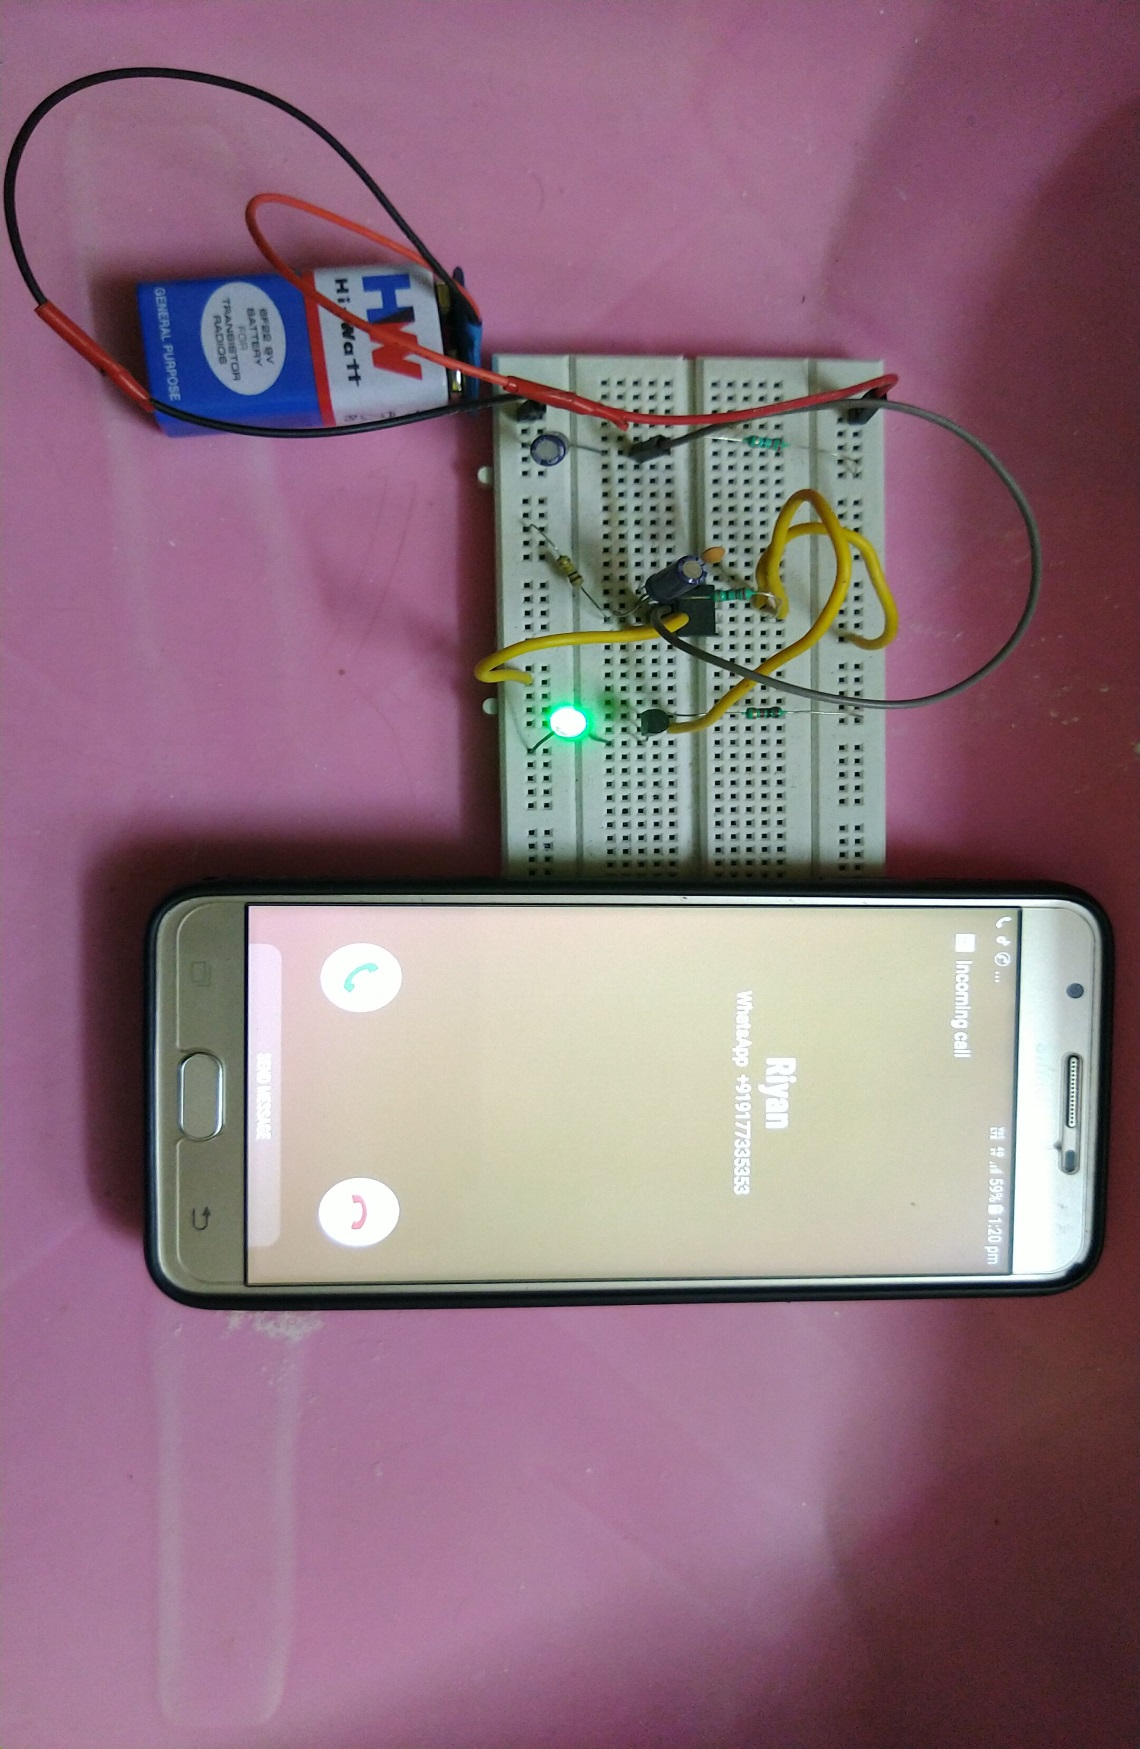 HW
Hi-Watt
6F22 9V
BATTERY
FOR
TRANSISTOR
RADIOS
GENERAL PURPOSE
59% 1:20 pm
Incoming call
Riyan
WhatsApp +919177335353
SEND MESSAGE